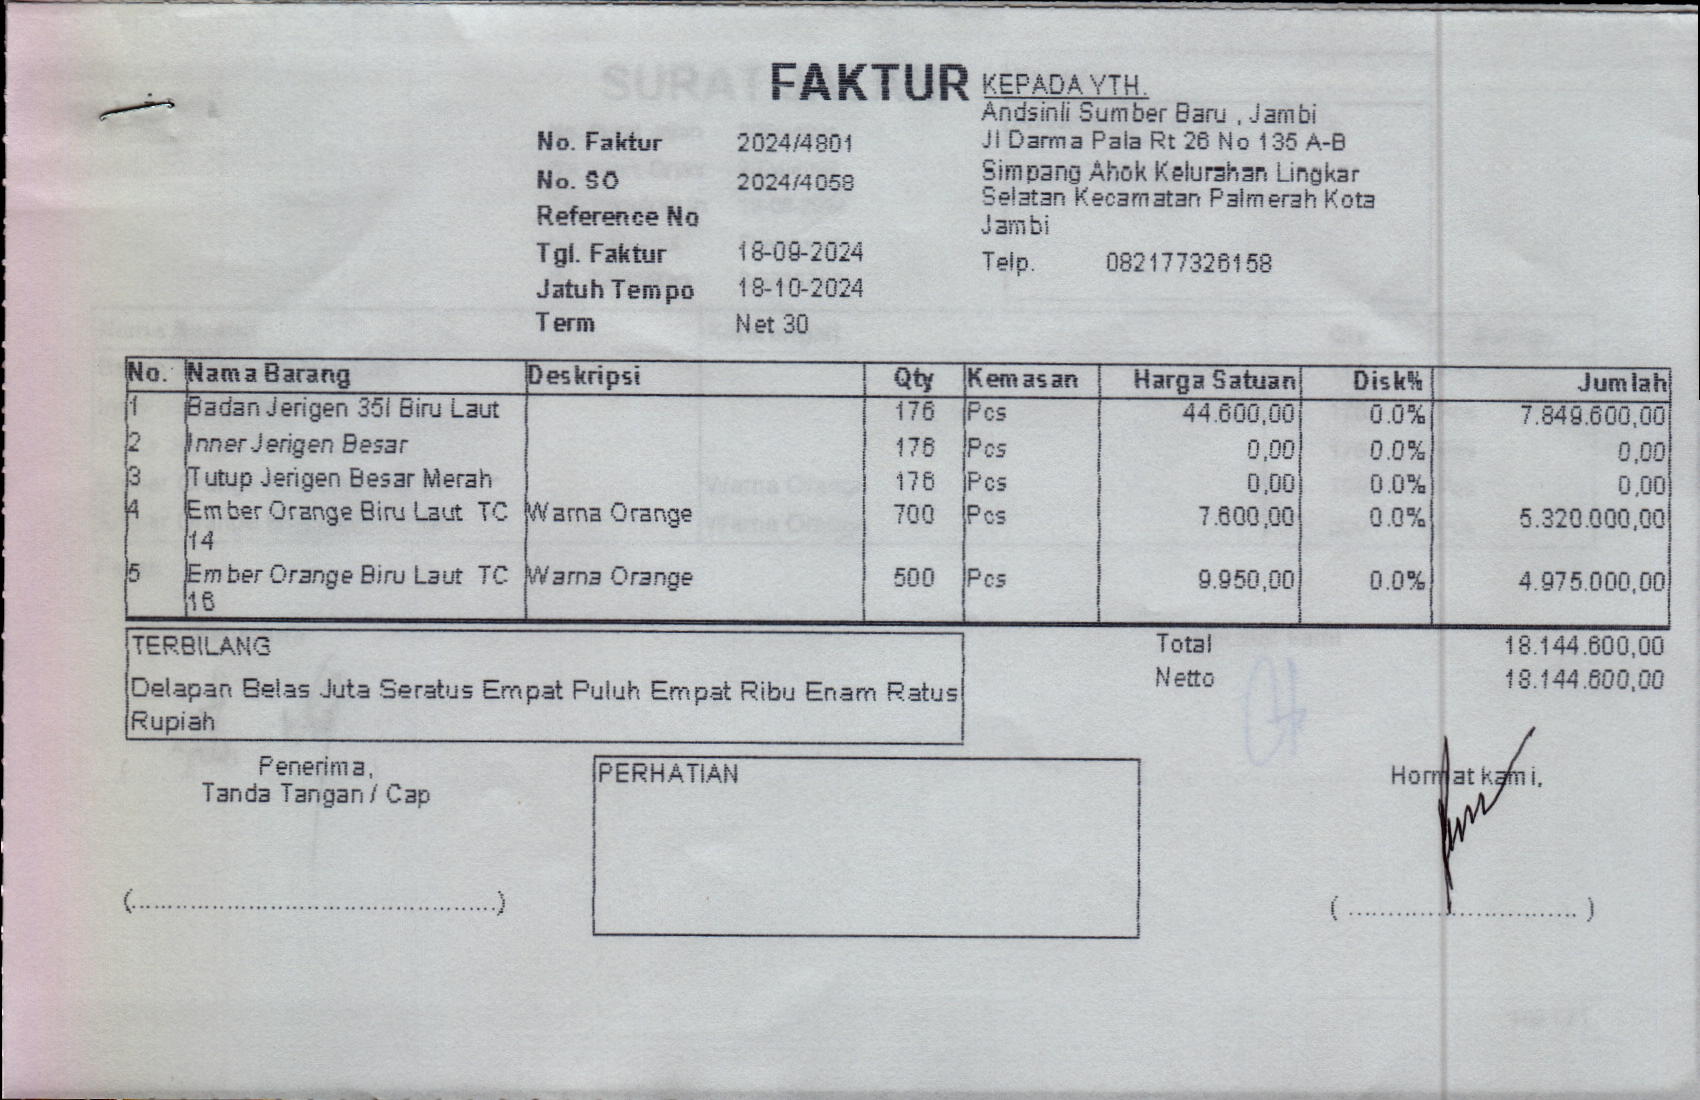 FAKTUR
No. Faktur 2024/4801
No. SO 2024/4058
Reference No
Tgl. Faktur 18-09-2024
Jatuh Tempo 18-10-2024
Term Net 30
KEPADA YTH.
Andsinli Sumber Baru , Jambi
Jl Darma Pala Rt 26 No 135 A-B
Simpang Ahok Kelurahan Lingkar
Selatan Kecamatan Palmerah Kota
Jambi
Telp. 082177326158
No. Nama Barang Deskripsi Qty Kemasan Harga Satuan Disk% Jumlah
1 Badan Jerigen 35l Biru Laut 176 Pcs 44.600,00 0.0% 7.849.600,00
2 Inner Jerigen Besar 176 Pcs 0,00 0.0% 0,00
3 Tutup Jerigen Besar Merah 176 Pcs 0,00 0.0% 0,00
4 Ember Orange Biru Laut TC Warna Orange 700 Pcs 7.600,00 0.0% 5.320.000,00
14
5 Ember Orange Biru Laut TC Warna Orange 500 Pcs 9.950,00 0.0% 4.975.000,00
16
TERBILANG
Delapan Belas Juta Seratus Empat Puluh Empat Ribu Enam Ratus
Rupiah
Total 18.144.600,00
Netto 18.144.600,00
Penerima,
Tanda Tangan / Cap
(..............................................)
PERHATIAN
Hormat kami,
( ............................. )